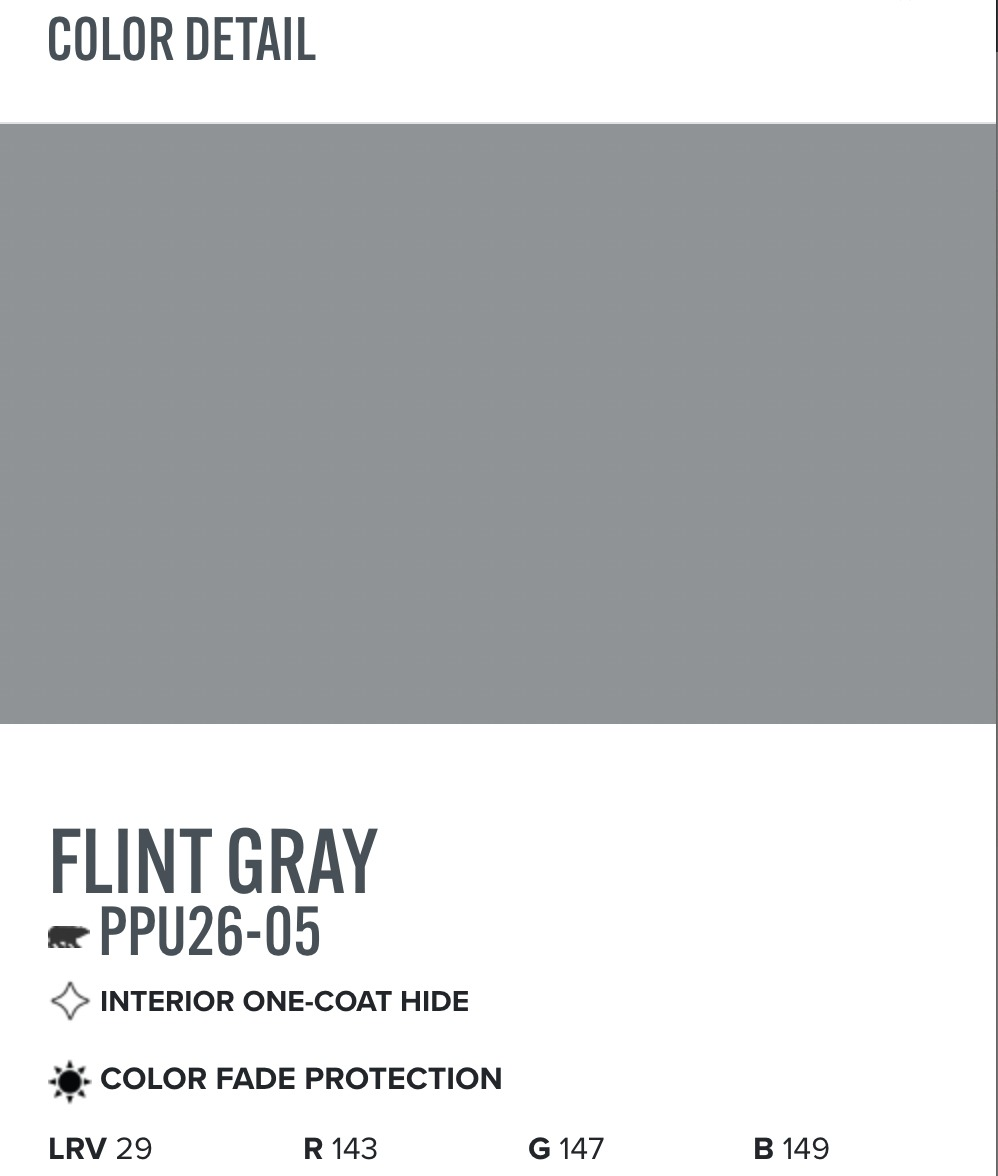 COLOR DETAIL
FLINT GRAY
PPU26-05
INTERIOR ONE-COAT HIDE
COLOR FADE PROTECTION
LRV 29 R 143 G 147 B 149